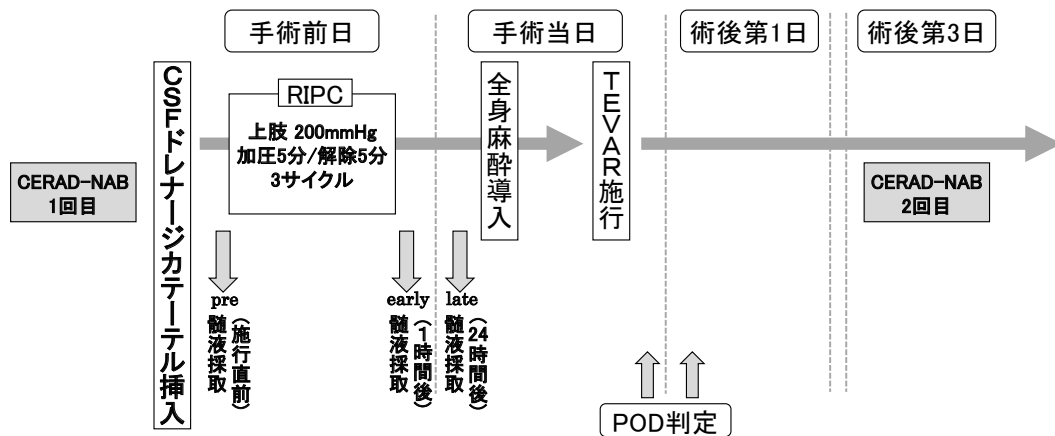 手術前日
手術当日
術後第1日
術後第3日
CERAD-NAB
1回目
CSFドレナージカテーテル挿入
RIPC
上肢 200mmHg
加圧5分/解除5分
3サイクル
全身麻酔導入
TEVAR施行
CERAD-NAB
2回目
pre
(施行直前)
髄液採取
early
(1時間後)
髄液採取
late
(24時間後)
髄液採取
POD判定